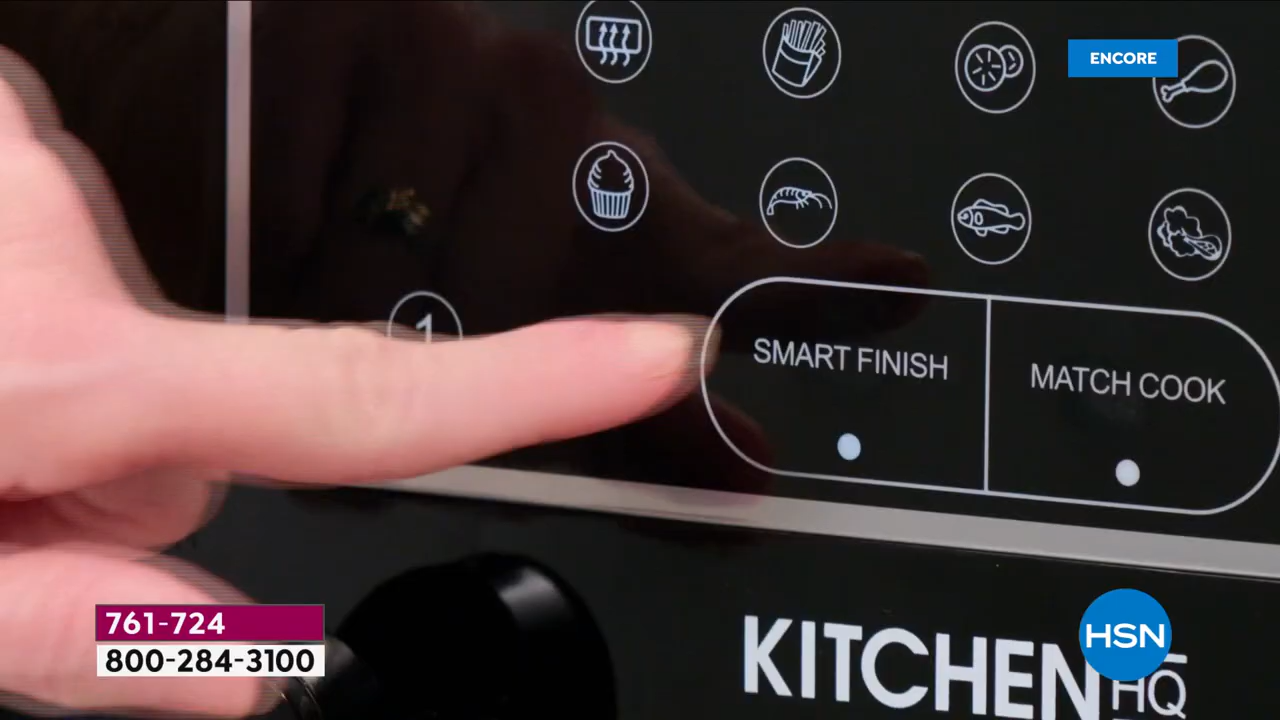 ENCORE
1
SMART FINISH
MATCH COOK
761-724
800-284-3100
KITCHEN
HQ
HSN